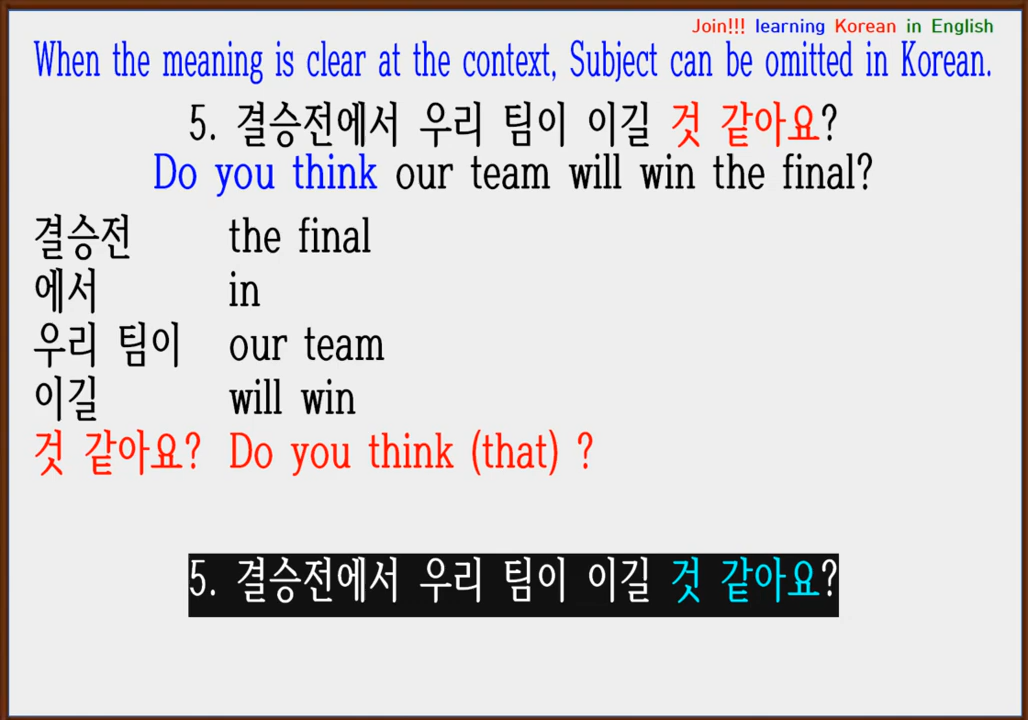 Join!!! learning Korean in English
When the meaning is clear at the context, Subject can be omitted in Korean.
5. 결승전에서 우리 팀이 이길 것 같아요?
Do you think our team will win the final?
결승전 the final
에서 in
우리 팀이 our team
이길 will win
것 같아요? Do you think (that) ?
5. 결승전에서 우리 팀이 이길 것 같아요?